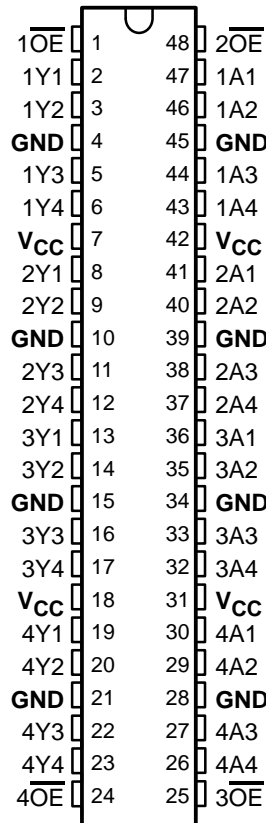 1O̅E̅ 1 48 2O̅E̅
1Y1 2 47 1A1
1Y2 3 46 1A2
GND 4 45 GND
1Y3 5 44 1A3
1Y4 6 43 1A4
VCC 7 42 VCC
2Y1 8 41 2A1
2Y2 9 40 2A2
GND 10 39 GND
2Y3 11 38 2A3
2Y4 12 37 2A4
3Y1 13 36 3A1
3Y2 14 35 3A2
GND 15 34 GND
3Y3 16 33 3A3
3Y4 17 32 3A4
VCC 18 31 VCC
4Y1 19 30 4A1
4Y2 20 29 4A2
GND 21 28 GND
4Y3 22 27 4A3
4Y4 23 26 4A4
4O̅E̅ 24 25 3O̅E̅